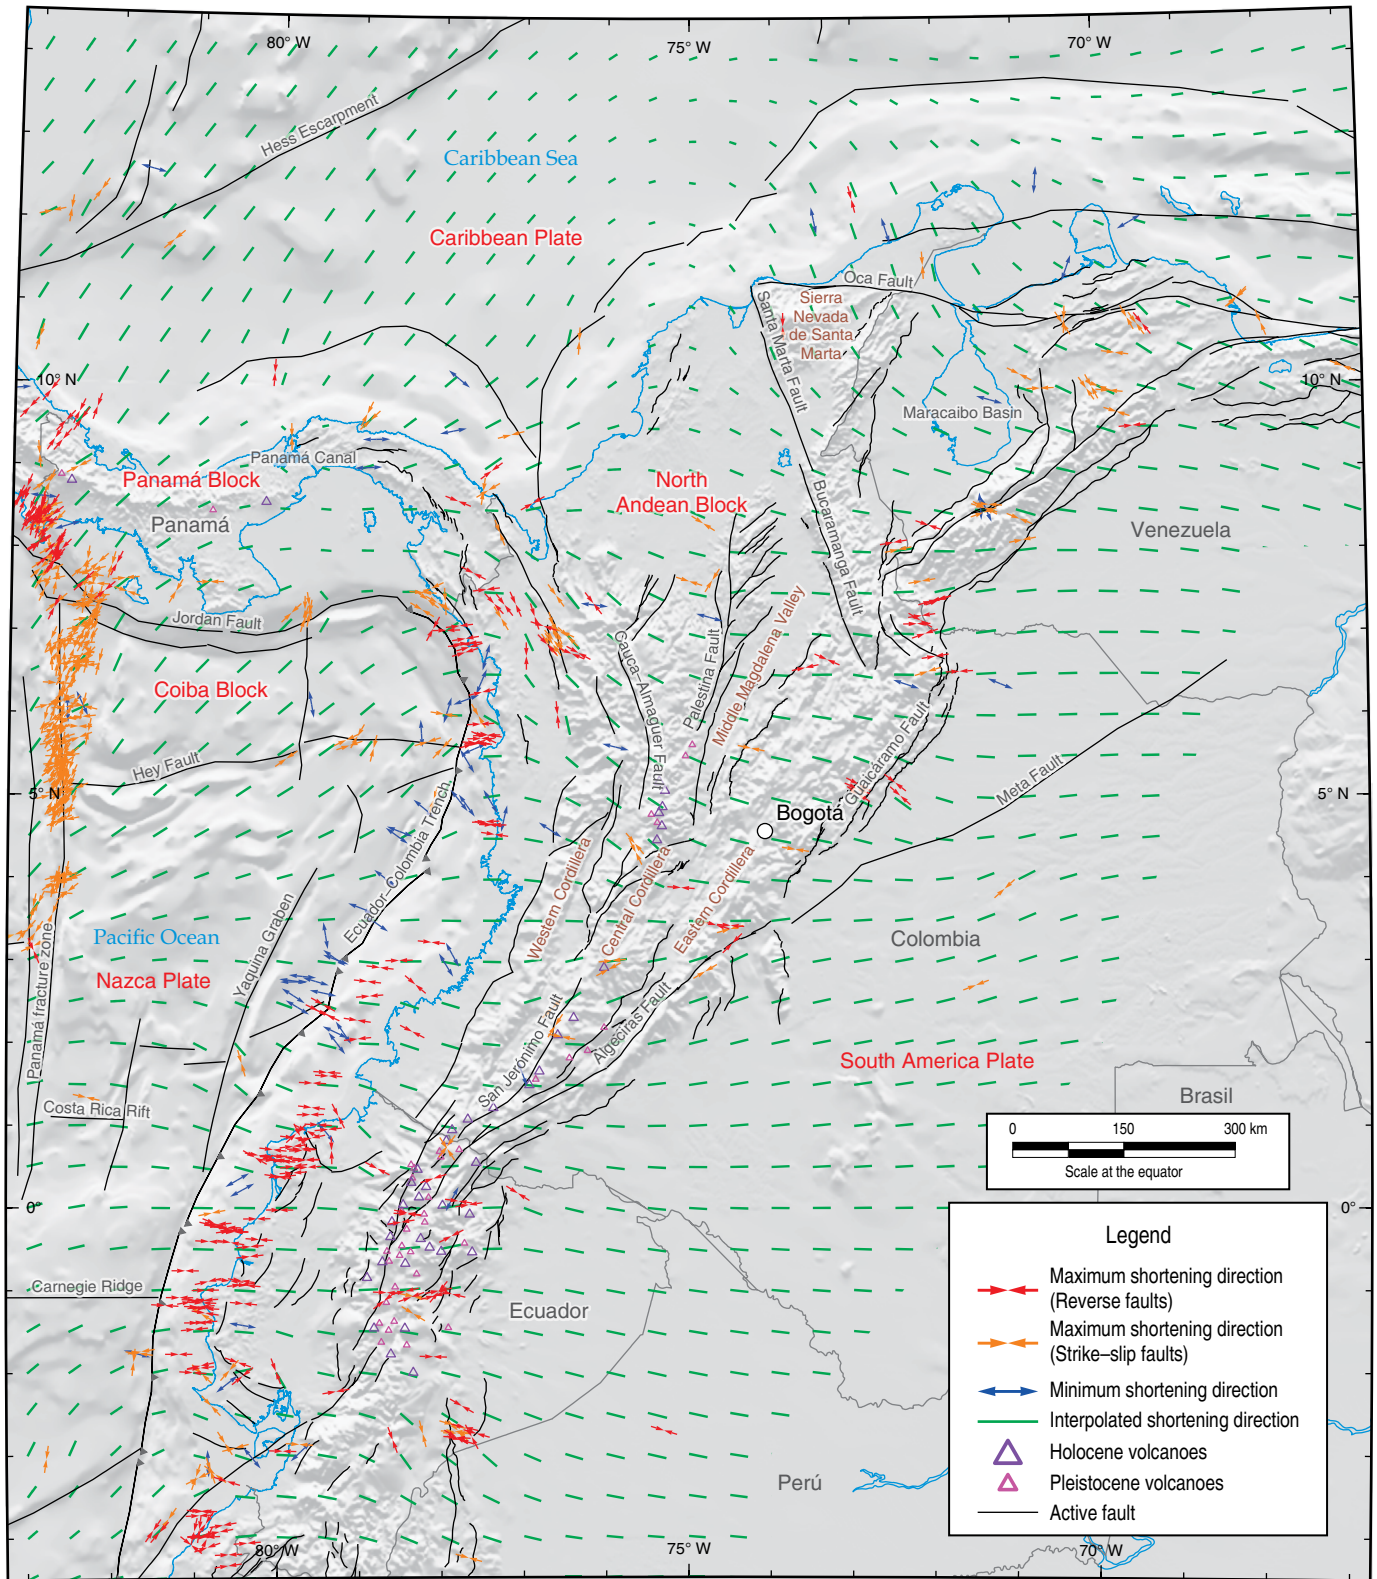 80° W
75° W
70° W
Hess Escarpment
Caribbean Sea
Caribbean Plate
Oca Fault
Sierra
Nevada
de Santa
Marta
Santa Marta Fault
10° N
10° N
Maracaibo Basin
Panamá Canal
Panamá Block
North
Andean Block
Panamá
Bucaramanga Fault
Venezuela
Jordan Fault
Cauca–Almaguer Fault
Palestina Fault
Middle Magdalena Valley
Coiba Block
Hey Fault
Guaicáramo Fault
Meta Fault
5° N
5° N
Bogotá
Ecuador–Colombia Trench
Western Cordillera
Central Cordillera
Eastern Cordillera
Yaquina Graben
Pacific Ocean
Colombia
Nazca Plate
Panamá fracture zone
San Jerónimo Fault
Algeciras Fault
South America Plate
Costa Rica Rift
Brasil
0
150
300 km
Scale at the equator
0°
0°
Carnegie Ridge
Ecuador
Perú
Legend
Maximum shortening direction
(Reverse faults)
Maximum shortening direction
(Strike–slip faults)
Minimum shortening direction
Interpolated shortening direction
Holocene volcanoes
Pleistocene volcanoes
Active fault
80° W
75° W
70° W